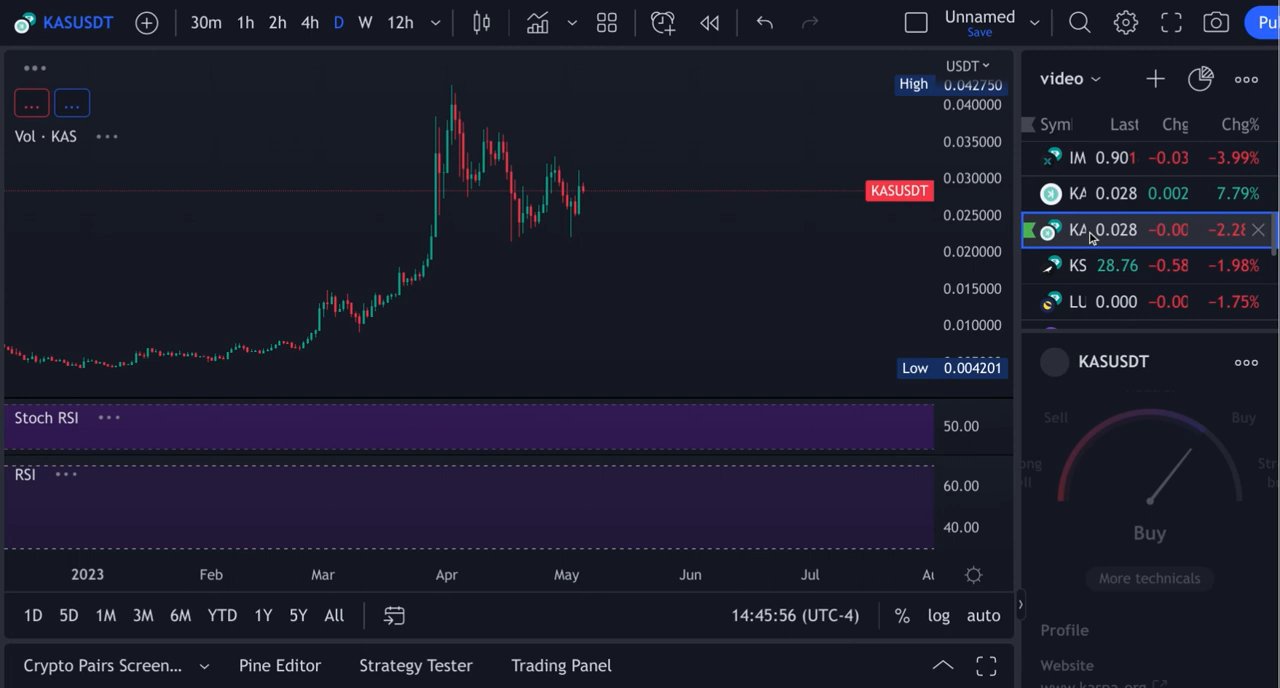 KASUSDT 30m 1h 2h 4h D W 12h Unnamed
Save
Pu
USDT
High 0.042750
0.040000
Vol · KAS
0.035000
0.030000
KASUSDT
0.025000
0.020000
0.015000
0.010000
Low 0.004201
Stoch RSI
50.00
RSI
60.00
40.00
2023 Feb Mar Apr May Jun Jul Au
1D 5D 1M 3M 6M YTD 1Y 5Y All 14:45:56 (UTC-4) % log auto
Crypto Pairs Screen... Pine Editor Strategy Tester Trading Panel
video
Syml Last Chg Chg%
IM 0.901 -0.03 -3.99%
KA 0.028 0.002 7.79%
KA 0.028 -0.00 -2.28
KS 28.76 -0.58 -1.98%
LU 0.000 -0.00 -1.75%
KASUSDT
Sell Buy
Buy
More technicals
Profile
Website
www.kaspa.org